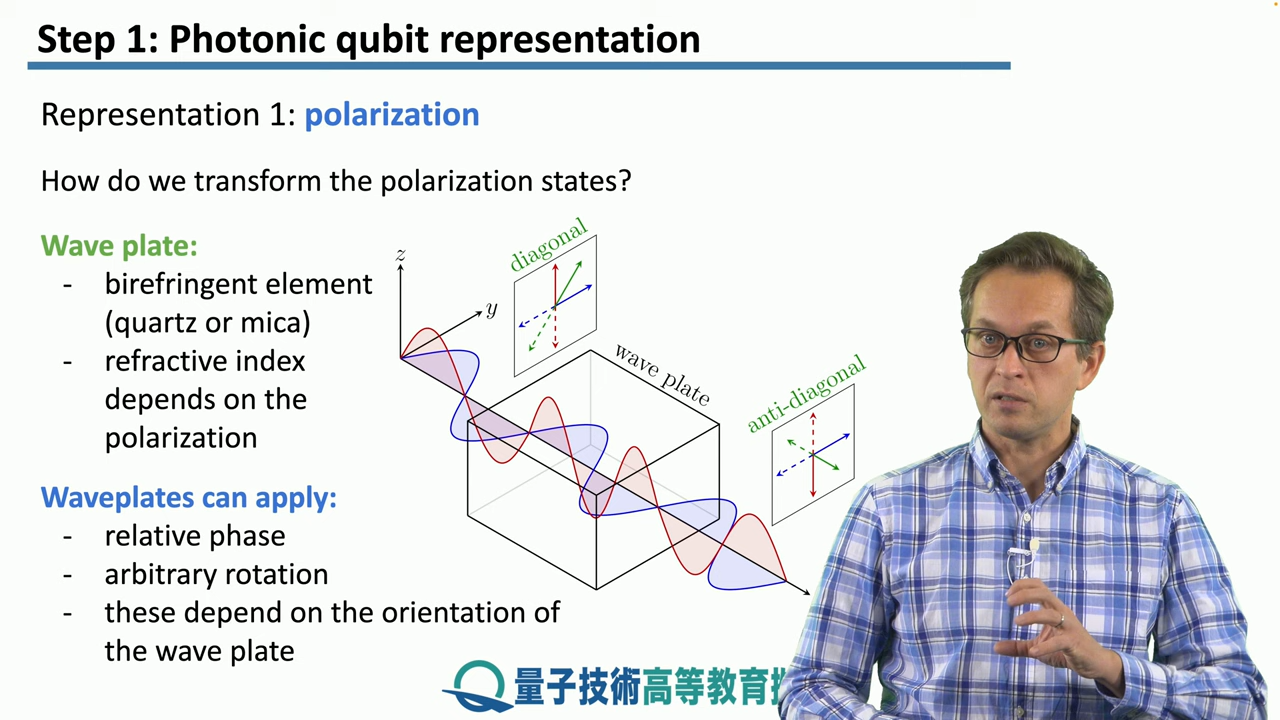 Step 1: Photonic qubit representation
Representation 1: polarization
How do we transform the polarization states?
Wave plate:
- birefringent element
(quartz or mica)
- refractive index
depends on the
polarization
Waveplates can apply:
- relative phase
- arbitrary rotation
- these depend on the orientation of
the wave plate
z
y
diagonal
wave plate
anti-diagonal
量子技術高等教育